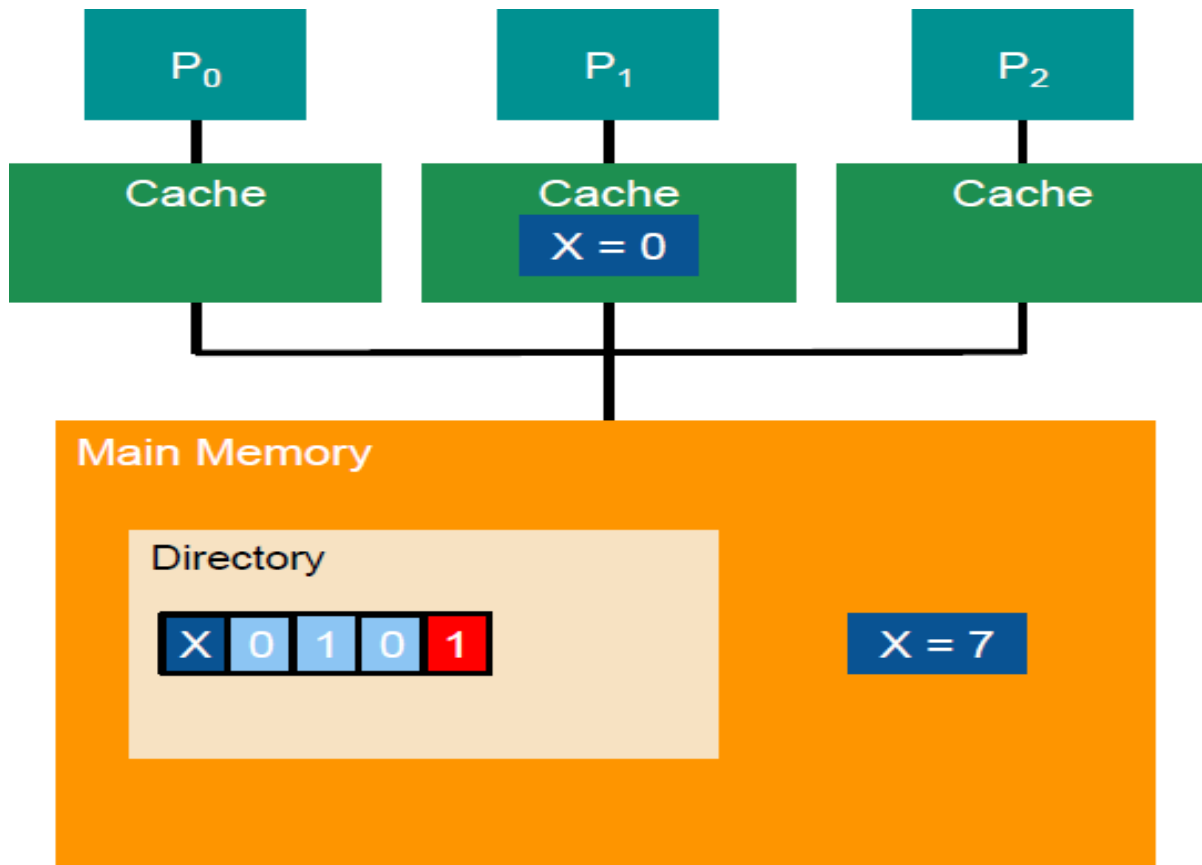 P₀
P₁
P₂
Cache
Cache
Cache
X = 0
Main Memory
Directory
X 0 1 0 1
X = 7